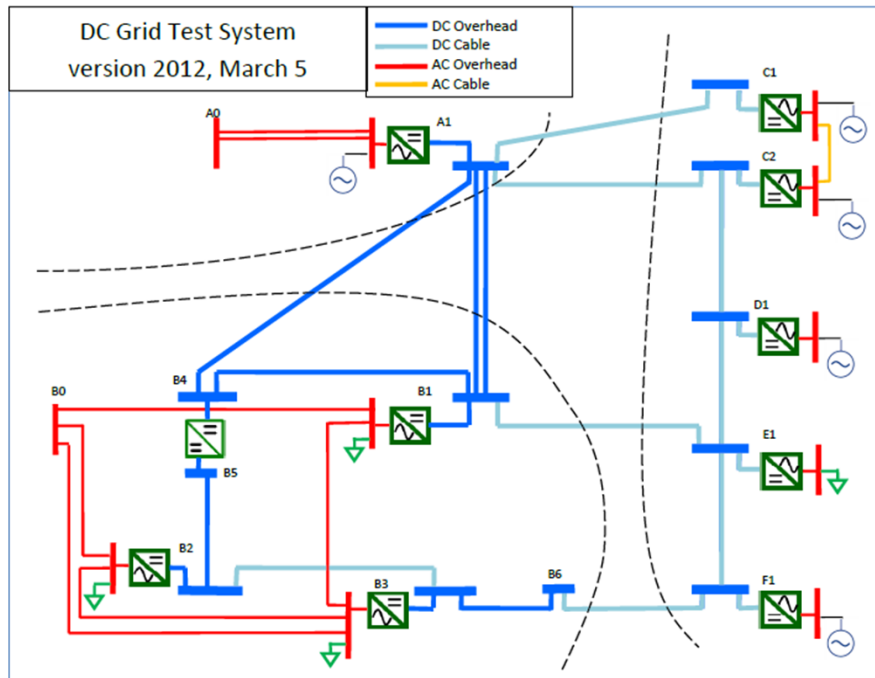 DC Grid Test System
version 2012, March 5
DC Overhead
DC Cable
AC Overhead
AC Cable
A0
A1
C1
C2
D1
B4
B0
B1
E1
B5
B2
B3
B6
F1